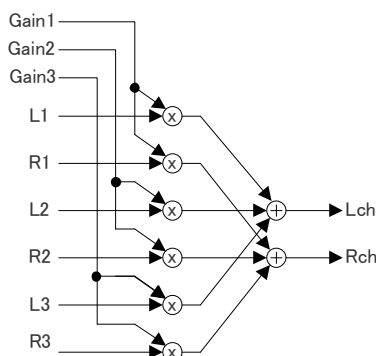 Gain1
Gain2
Gain3
L1
R1
L2
R2
L3
R3
x
x
x
x
x
x
+
+
Lch
Rch